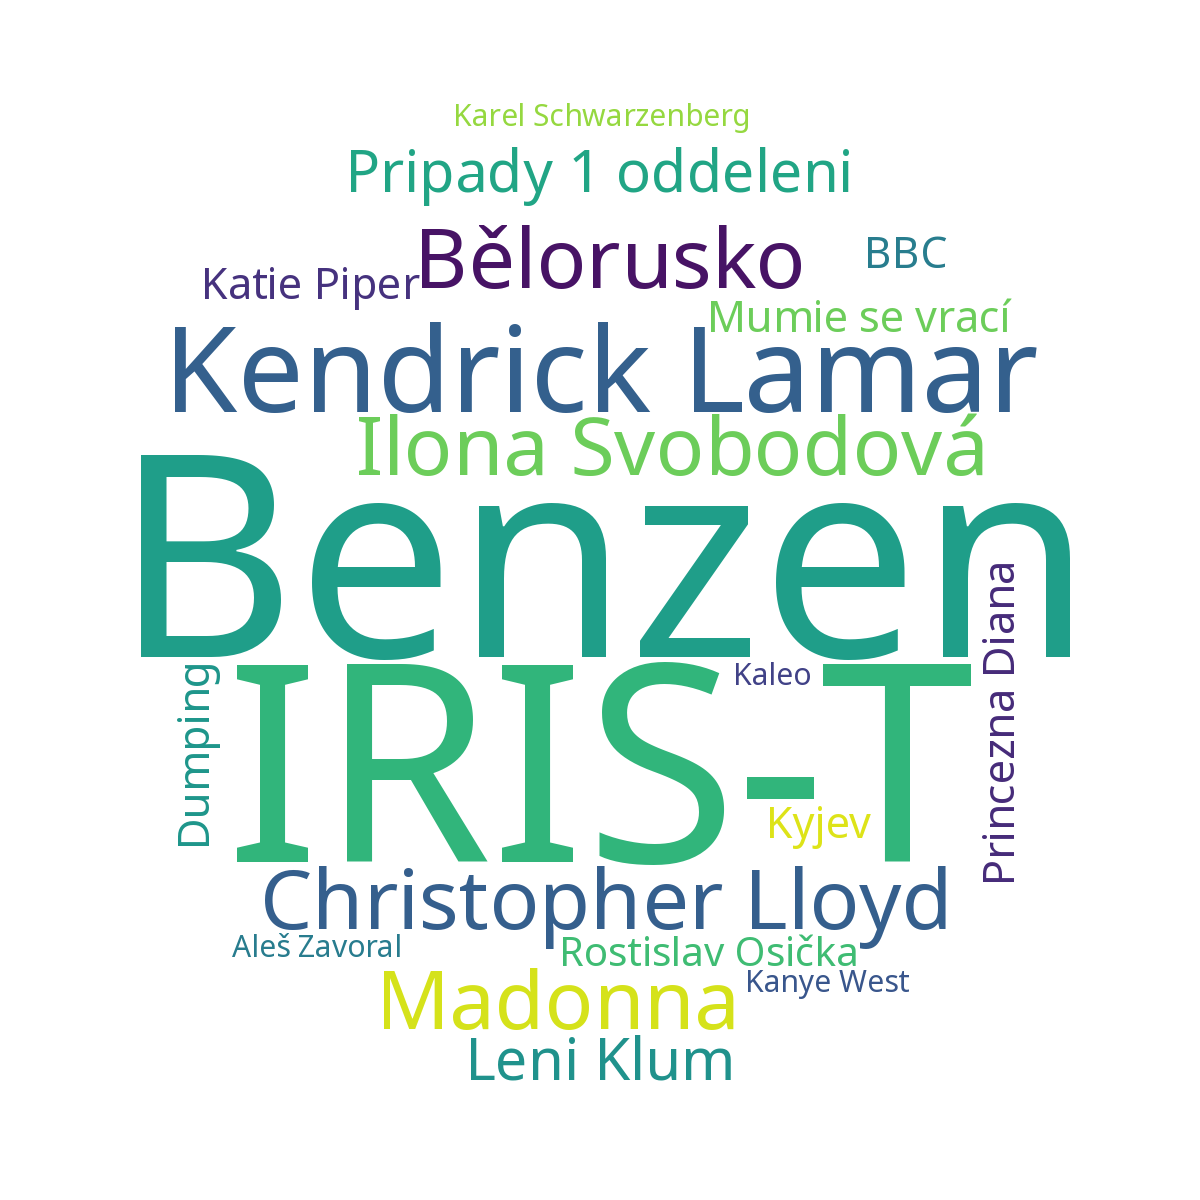 Karel Schwarzenberg
Pripady 1 oddeleni
Bělorusko
BBC
Katie Piper
Mumie se vrací
Kendrick Lamar
Ilona Svobodová
Benzen
Princezna Diana
Dumping
IRIS-T
Kaleo
Kyjev
Christopher Lloyd
Aleš Zavoral
Rostislav Osička
Kanye West
Madonna
Leni Klum